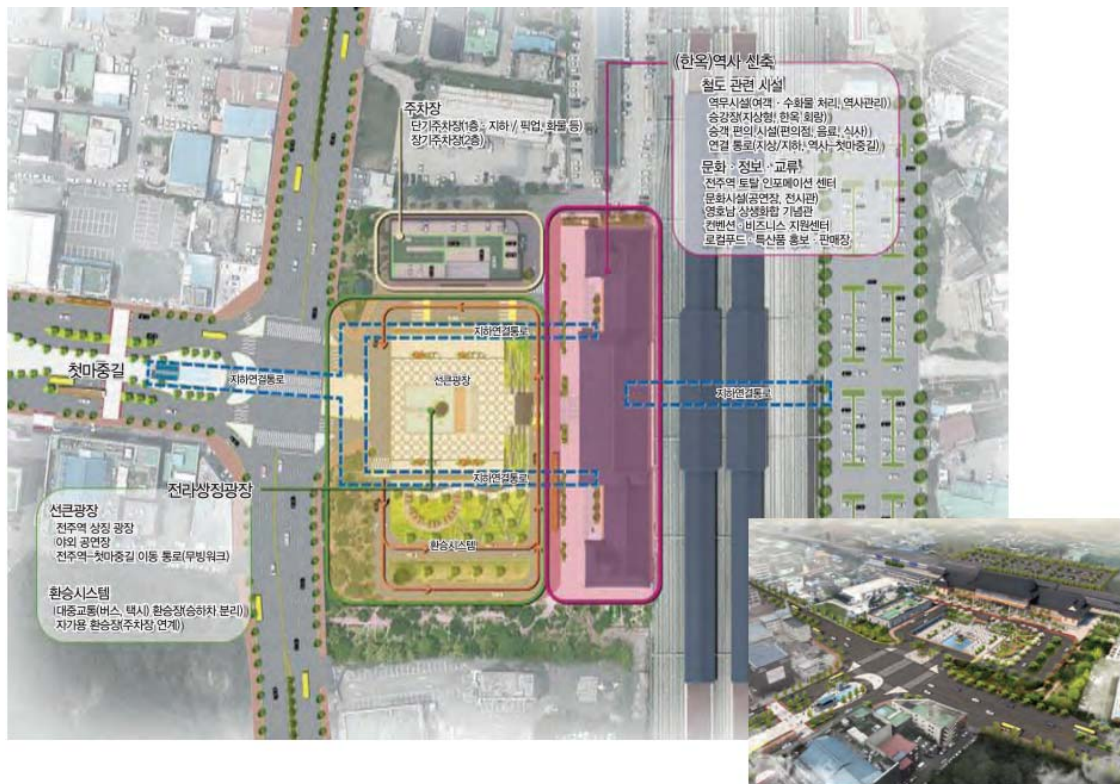 (한옥)역사 신축
철도 관련 시설
역무시설(여객·수화물 처리, 역사관리)
승강장(지상형, 한옥 회랑)
승객 편의 시설(편의점, 음료, 식사)
연결 통로(지상/지하, 역사-첫마중길)
문화·정보·교류
전주역 토탈 인포메이션 센터
문화시설(공연장, 전시관)
영호남 상생화합 기념관
컨벤션·비즈니스 지원센터
로컬푸드·특산품 홍보·판매장
주차장
단기주차장(1층·지하 / 픽업, 화물 등)
장기주차장(2층)
지하연결통로
첫마중길
지하연결통로
선큰광장
지하연결통로
지하연결통로
전라상징광장
환승시스템
선큰광장
전주역 상징 광장
야외 공연장
전주역-첫마중길 이동 통로(무빙워크)
환승시스템
대중교통(버스, 택시) 환승장(승하차 분리)
자가용 환승장(주차장 연계)